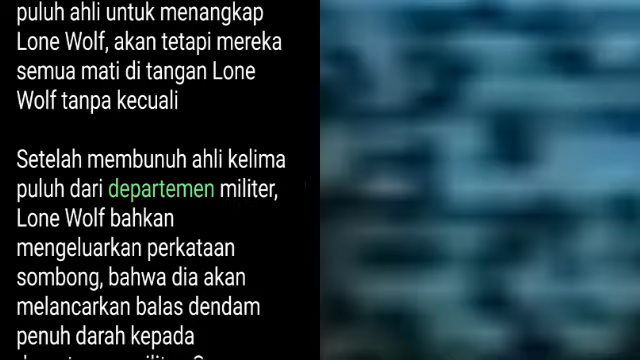 puluh ahli untuk menangkap
Lone Wolf, akan tetapi mereka
semua mati di tangan Lone
Wolf tanpa kecuali
Setelah membunuh ahli kelima
puluh dari departemen militer,
Lone Wolf bahkan
mengeluarkan perkataan
sombong, bahwa dia akan
melancarkan balas dendam
penuh darah kepada